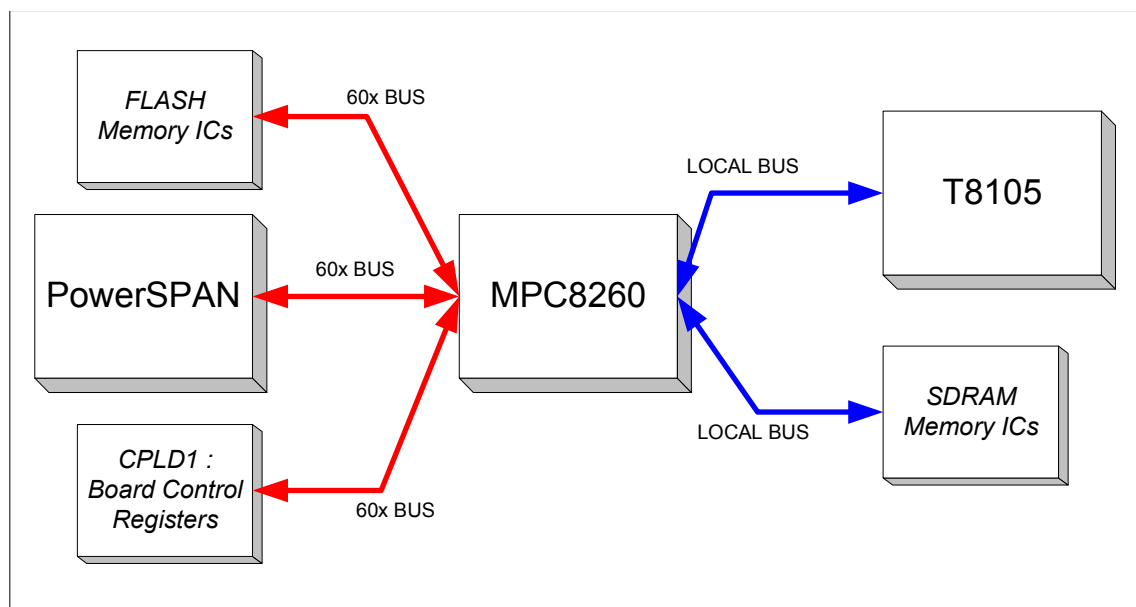 FLASH
Memory ICs
60x BUS
PowerSPAN
60x BUS
CPLD1 :
Board Control
Registers
60x BUS
MPC8260
LOCAL BUS
T8105
LOCAL BUS
SDRAM
Memory ICs